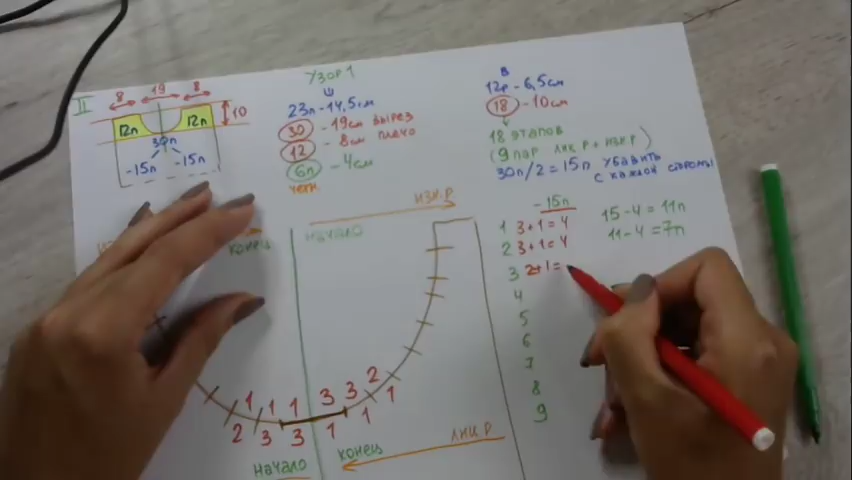 II
8 19 8
10
12п 12п
30п
-15п -15п
УЗОР 1
23п - 14,5см
30 - 19см вырез
12 - 8см плечо
6п - 4см
четн.
В
12р - 6,5см
18 - 10см
18 этапов
(9 пар лиц р + изн.р)
30п/2 = 15п убавить
с каждой стороны
конец
начало
изн.р
-15п
1 3+1=4
2 3+1=4
3 2+1=
4
5
6
7
8
9
15-4=11п
11-4=7п
1 1 1 3 3 2
2 3 3 1 1 1
начало
конец
лиц р